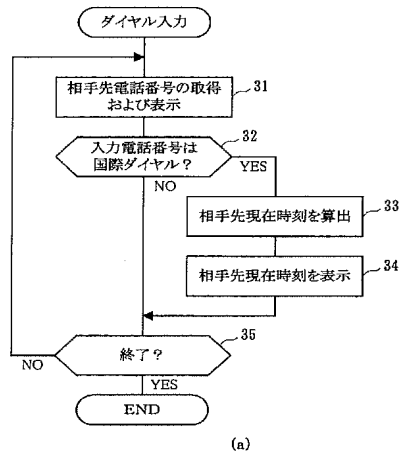 ダイヤル入力
相手先電話番号の取得
および表示
31
入力電話番号は
国際ダイヤル？
32
YES
NO
相手先現在時刻を算出
33
相手先現在時刻を表示
34
終了？
35
NO
YES
END
(a)